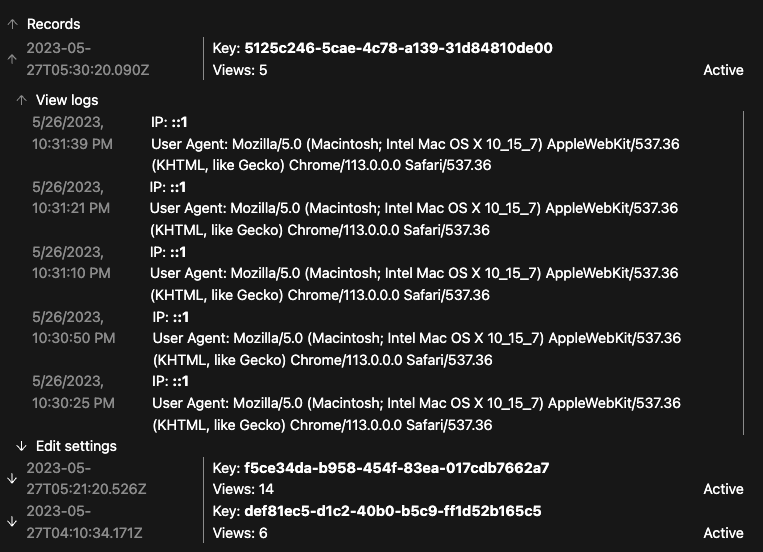 ↑ Records
↑ 2023-05-27T05:30:20.090Z
Key: 5125c246-5cae-4c78-a139-31d84810de00
Views: 5
Active
↑ View logs
5/26/2023, 10:31:39 PM
IP: ::1
User Agent: Mozilla/5.0 (Macintosh; Intel Mac OS X 10_15_7) AppleWebKit/537.36
(KHTML, like Gecko) Chrome/113.0.0.0 Safari/537.36
5/26/2023, 10:31:21 PM
IP: ::1
User Agent: Mozilla/5.0 (Macintosh; Intel Mac OS X 10_15_7) AppleWebKit/537.36
(KHTML, like Gecko) Chrome/113.0.0.0 Safari/537.36
5/26/2023, 10:31:10 PM
IP: ::1
User Agent: Mozilla/5.0 (Macintosh; Intel Mac OS X 10_15_7) AppleWebKit/537.36
(KHTML, like Gecko) Chrome/113.0.0.0 Safari/537.36
5/26/2023, 10:30:50 PM
IP: ::1
User Agent: Mozilla/5.0 (Macintosh; Intel Mac OS X 10_15_7) AppleWebKit/537.36
(KHTML, like Gecko) Chrome/113.0.0.0 Safari/537.36
5/26/2023, 10:30:25 PM
IP: ::1
User Agent: Mozilla/5.0 (Macintosh; Intel Mac OS X 10_15_7) AppleWebKit/537.36
(KHTML, like Gecko) Chrome/113.0.0.0 Safari/537.36
↓ Edit settings
↓ 2023-05-27T05:21:20.526Z
Key: f5ce34da-b958-454f-83ea-017cdb7662a7
Views: 14
Active
↓ 2023-05-27T04:10:34.171Z
Key: def81ec5-d1c2-40b0-b5c9-ff1d52b165c5
Views: 6
Active